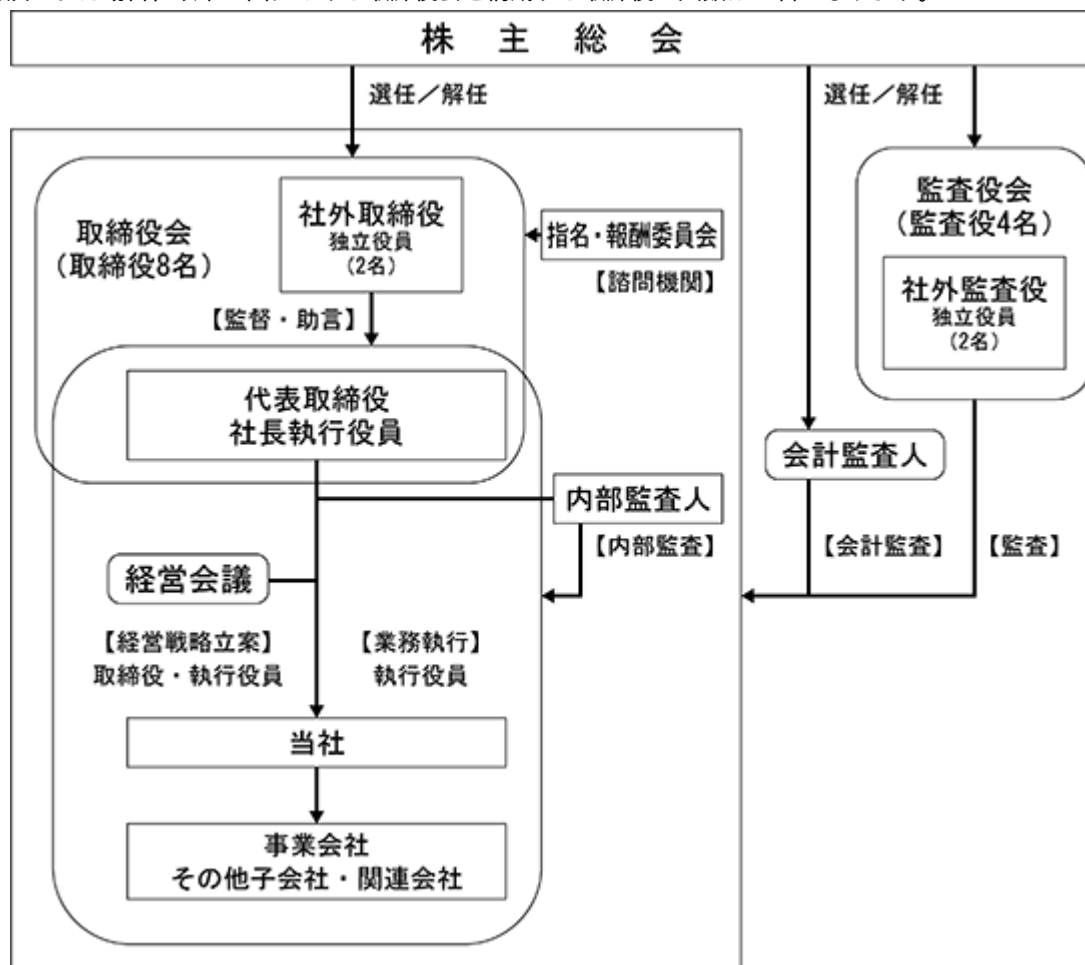 株主総会
選任／解任
選任／解任
社外取締役
独立役員
(2名)
取締役会
(取締役8名)
指名・報酬委員会
【諮問機関】
監査役会
(監査役4名)
社外監査役
独立役員
(2名)
【監督・助言】
代表取締役
社長執行役員
会計監査人
内部監査人
【内部監査】
【会計監査】
【監査】
経営会議
【経営戦略立案】
取締役・執行役員
【業務執行】
執行役員
当社
事業会社
その他子会社・関連会社